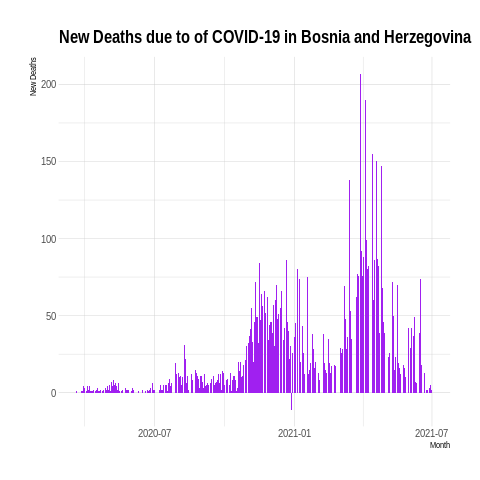 New Deaths due to of COVID-19 in Bosnia and Herzegovina
New Deaths
200
150
100
50
0
2020-07
2021-01
2021-07
Month